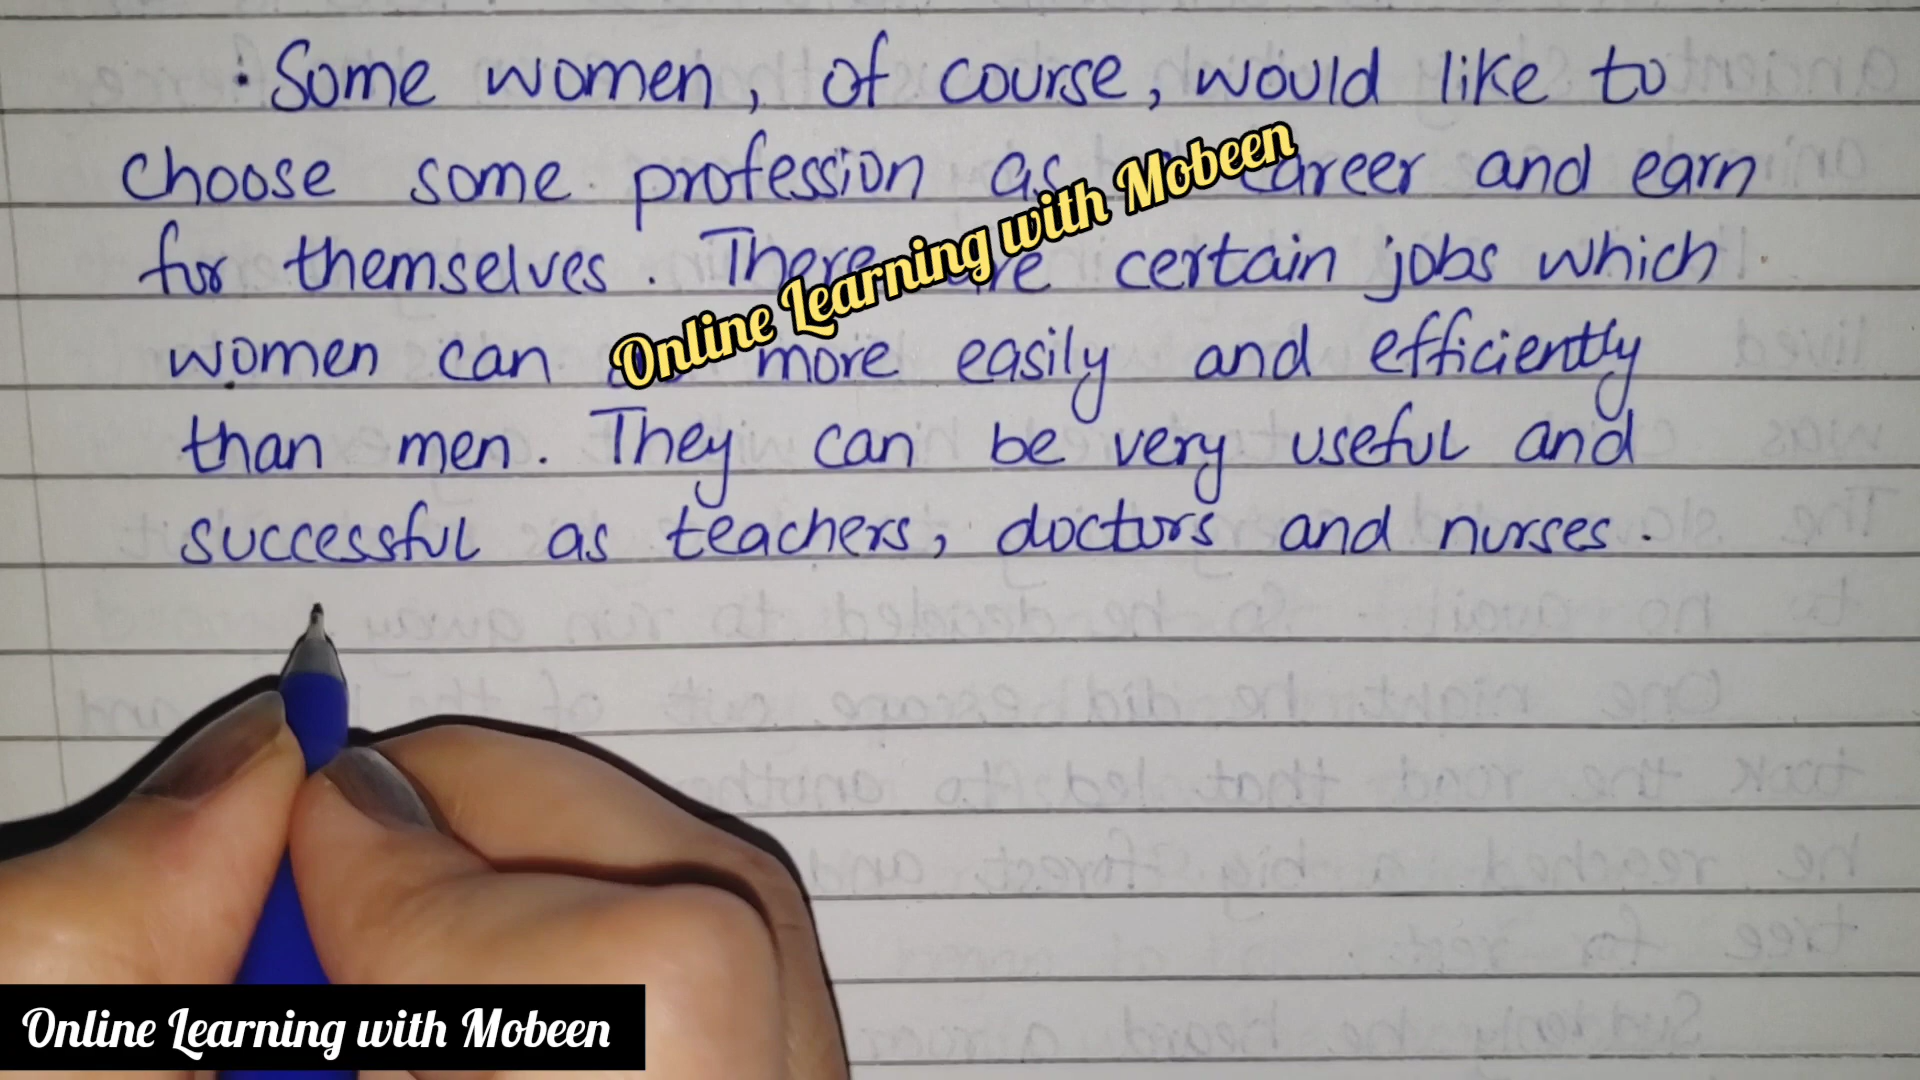 . Some women, of course, would like to
choose some profession as career and earn
for themselves. There are certain jobs which
women can more easily and efficiently
than men. They can be very useful and
successful as teachers, doctors and nurses.
Online Learning with Mobeen
Online Learning with Mobeen